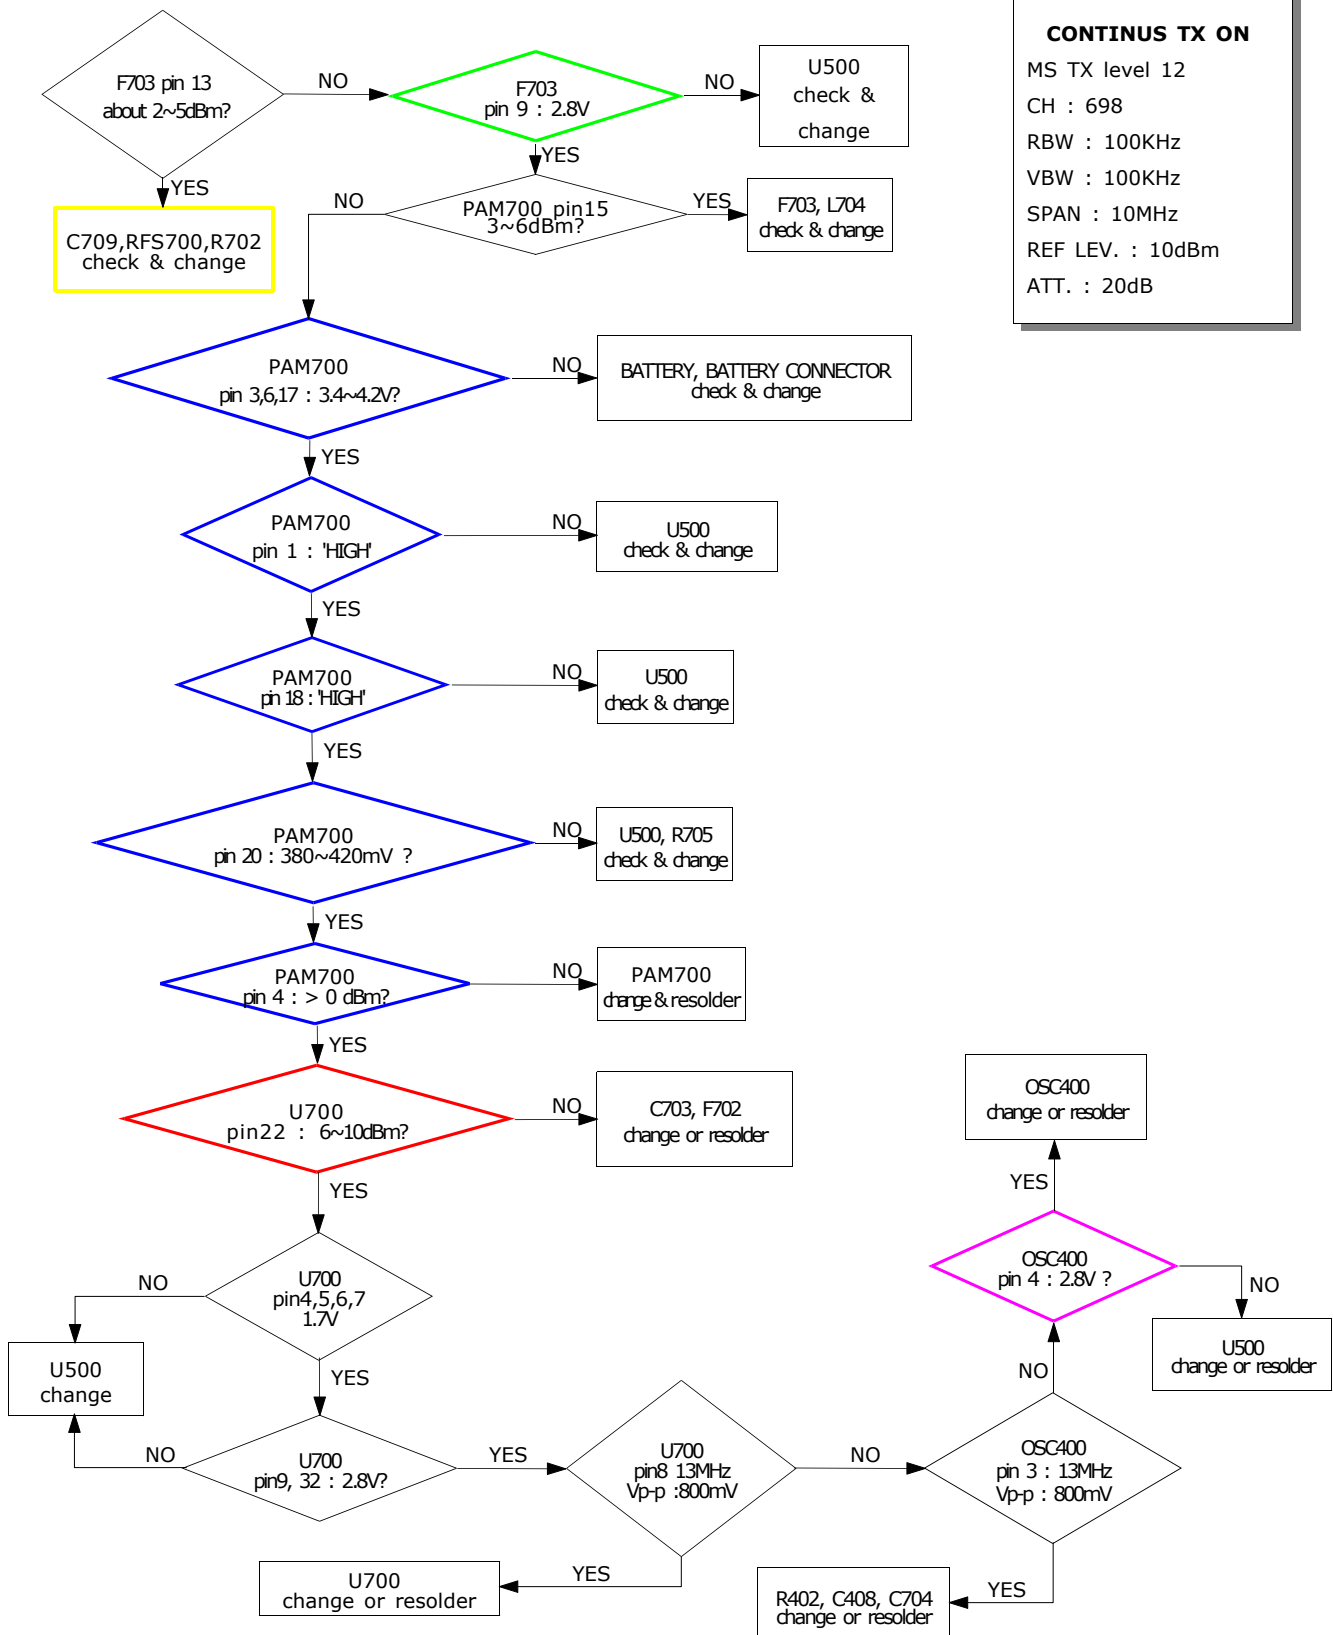 CONTINUS TX ON
MS TX level 12
CH : 698
RBW : 100KHz
VBW : 100KHz
SPAN : 10MHz
REF LEV. : 10dBm
ATT. : 20dB
F703 pin 13
about 2~5dBm?
NO
F703
pin 9 : 2.8V
NO
U500
check &
change
YES
C709,RFS700,R702
check & change
YES
PAM700 pin15
3~6dBm?
YES
F703, L704
check & change
NO
PAM700
pin 3,6,17 : 3.4~4.2V?
NO
BATTERY, BATTERY CONNECTOR
check & change
YES
PAM700
pin 1 : 'HIGH'
NO
U500
check & change
YES
PAM700
pin 18 : 'HIGH'
NO
U500
check & change
YES
PAM700
pin 20 : 380~420mV ?
NO
U500, R705
check & change
YES
PAM700
pin 4 : > 0 dBm?
NO
PAM700
change & resolder
YES
U700
pin22 : 6~10dBm?
NO
C703, F702
change or resolder
YES
U700
pin4,5,6,7
1.7V
NO
U500
change
YES
U700
pin9, 32 : 2.8V?
NO
YES
U700
pin8 13MHz
Vp-p :800mV
YES
U700
change or resolder
NO
OSC400
pin 3 : 13MHz
Vp-p : 800mV
YES
R402, C408, C704
change or resolder
NO
OSC400
pin 4 : 2.8V ?
YES
OSC400
change or resolder
NO
U500
change or resolder